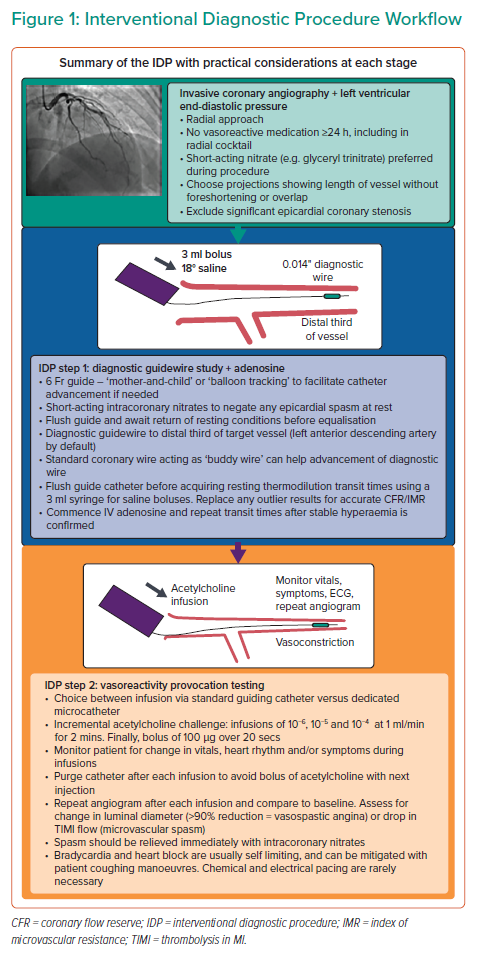 Figure 1: Interventional Diagnostic Procedure Workflow
Summary of the IDP with practical considerations at each stage
Invasive coronary angiography + left ventricular
end-diastolic pressure
• Radial approach
• No vasoreactive medication ≥24 h, including in
radial cocktail
• Short-acting nitrate (e.g. glyceryl trinitrate) preferred
during procedure
• Choose projections showing length of vessel without
foreshortening or overlap
• Exclude significant epicardial coronary stenosis
3 ml bolus
18° saline
0.014" diagnostic
wire
Distal third
of vessel
IDP step 1: diagnostic guidewire study + adenosine
• 6 Fr guide – ‘mother-and-child’ or ‘balloon tracking’ to facilitate catheter
advancement if needed
• Short-acting intracoronary nitrates to negate any epicardial spasm at rest
• Flush guide and await return of resting conditions before equalisation
• Diagnostic guidewire to distal third of target vessel (left anterior descending artery
by default)
• Standard coronary wire acting as ‘buddy wire’ can help advancement of diagnostic
wire
• Flush guide catheter before acquiring resting thermodilution transit times using a
3 ml syringe for saline boluses. Replace any outlier results for accurate CFR/IMR
• Commence IV adenosine and repeat transit times after stable hyperaemia is
confirmed
Acetylcholine
infusion
Monitor vitals,
symptoms, ECG,
repeat angiogram
Vasoconstriction
IDP step 2: vasoreactivity provocation testing
• Choice between infusion via standard guiding catheter versus dedicated
microcatheter
• Incremental acetylcholine challenge: infusions of 10⁻⁶, 10⁻⁵ and 10⁻⁴ at 1 ml/min
for 2 mins. Finally, bolus of 100 µg over 20 secs
• Monitor patient for change in vitals, heart rhythm and/or symptoms during
infusions
• Purge catheter after each infusion to avoid bolus of acetylcholine with next
injection
• Repeat angiogram after each infusion and compare to baseline. Assess for
change in luminal diameter (>90% reduction = vasospastic angina) or drop in
TIMI flow (microvascular spasm)
• Spasm should be relieved immediately with intracoronary nitrates
• Bradycardia and heart block are usually self limiting, and can be mitigated with
patient coughing manoeuvres. Chemical and electrical pacing are rarely
necessary
CFR = coronary flow reserve; IDP = interventional diagnostic procedure; IMR = index of
microvascular resistance; TIMI = thrombolysis in MI.